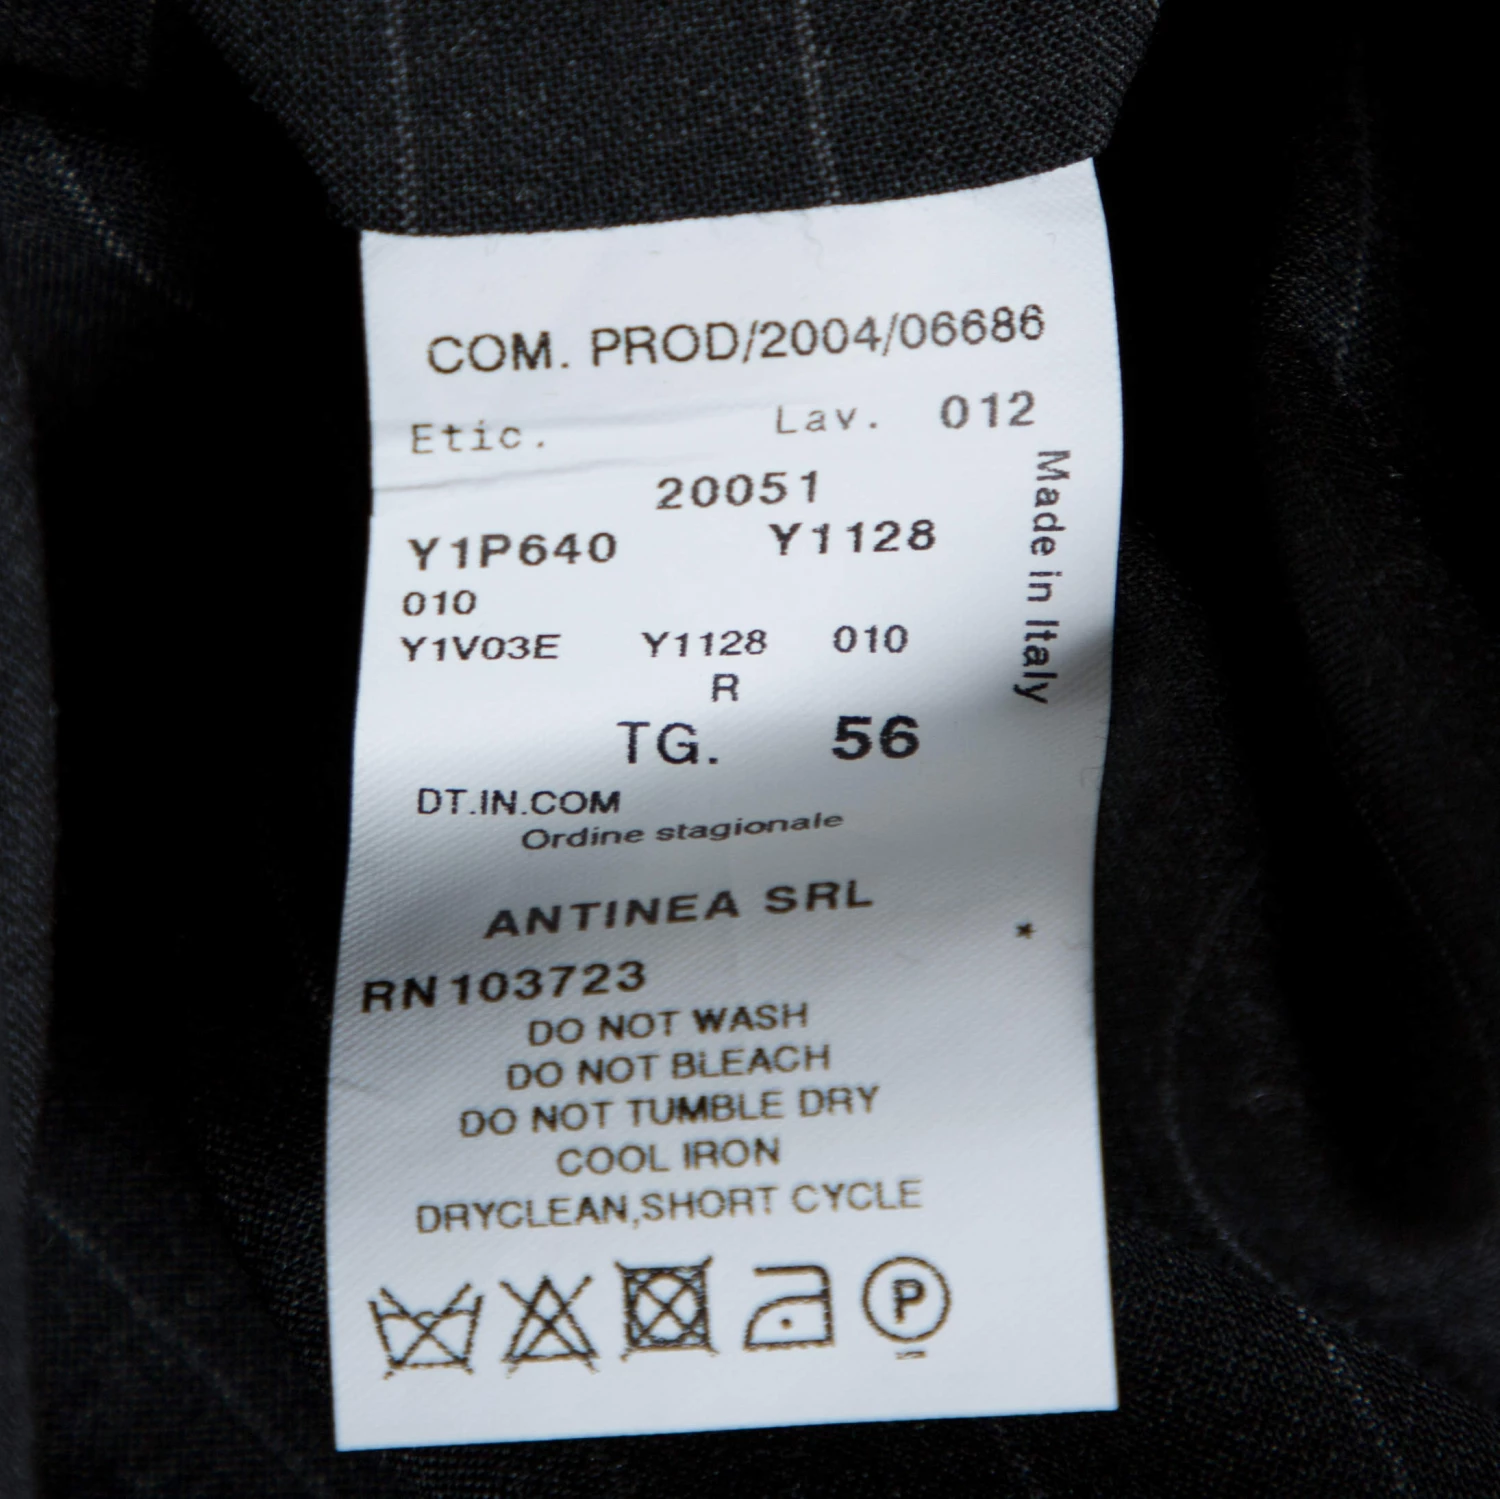 COM. PROD/2004/06686
Etic. Lav. 012
20051
Y1P640 Y1128
010
Y1V03E Y1128 010
R
TG. 56
DT.IN.COM
Ordine stagionale
ANTINEA SRL
*
RN103723
DO NOT WASH
DO NOT BLEACH
DO NOT TUMBLE DRY
COOL IRON
DRYCLEAN,SHORT CYCLE
P
Made in Italy